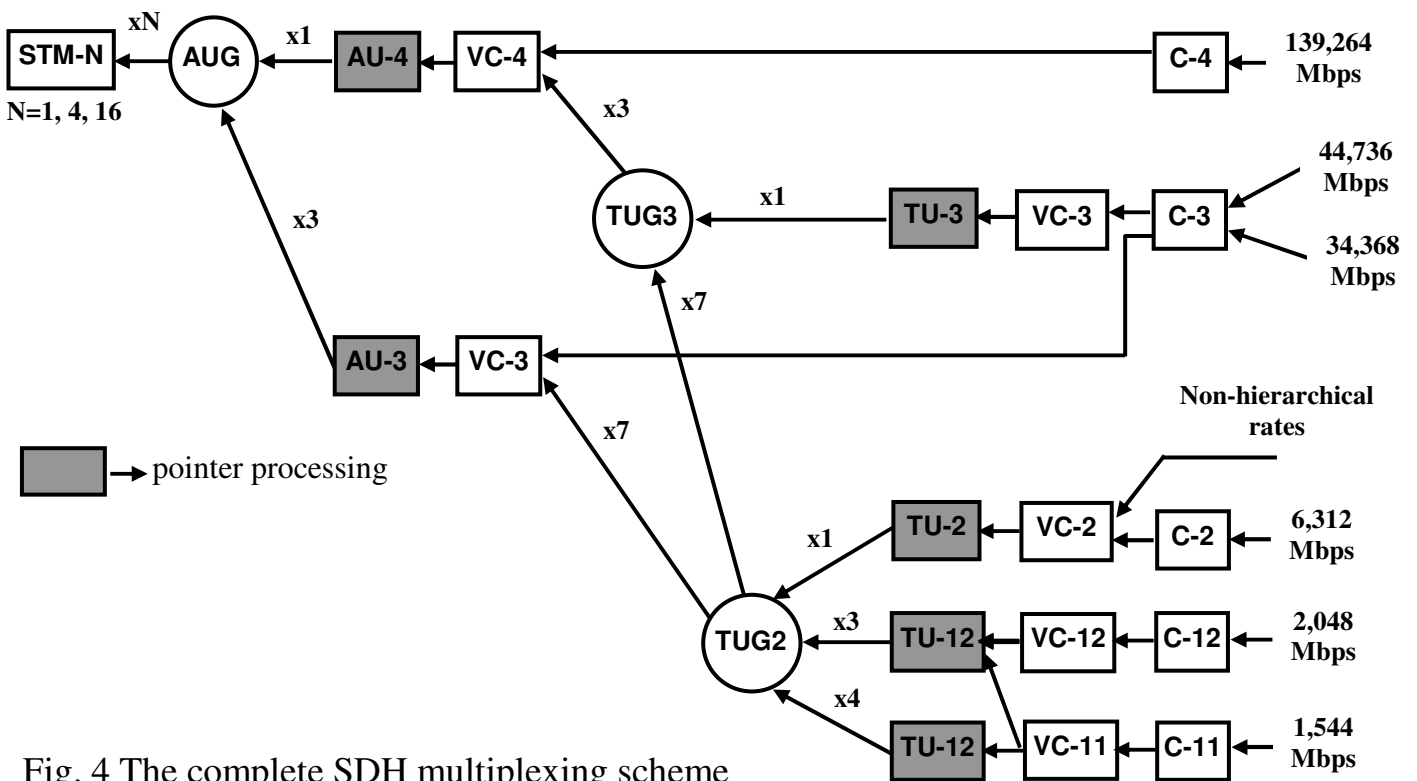 xN
x1
STM-N
AUG
AU-4
VC-4
C-4
139,264
Mbps
N=1, 4, 16
x3
44,736
Mbps
x3
TUG3
x1
TU-3
VC-3
C-3
34,368
Mbps
x7
AU-3
VC-3
Non-hierarchical
rates
x7
pointer processing
x1
TU-2
VC-2
C-2
6,312
Mbps
TUG2
x3
TU-12
VC-12
C-12
2,048
Mbps
x4
TU-12
VC-11
C-11
1,544
Mbps
Fig. 4 The complete SDH multiplexing scheme